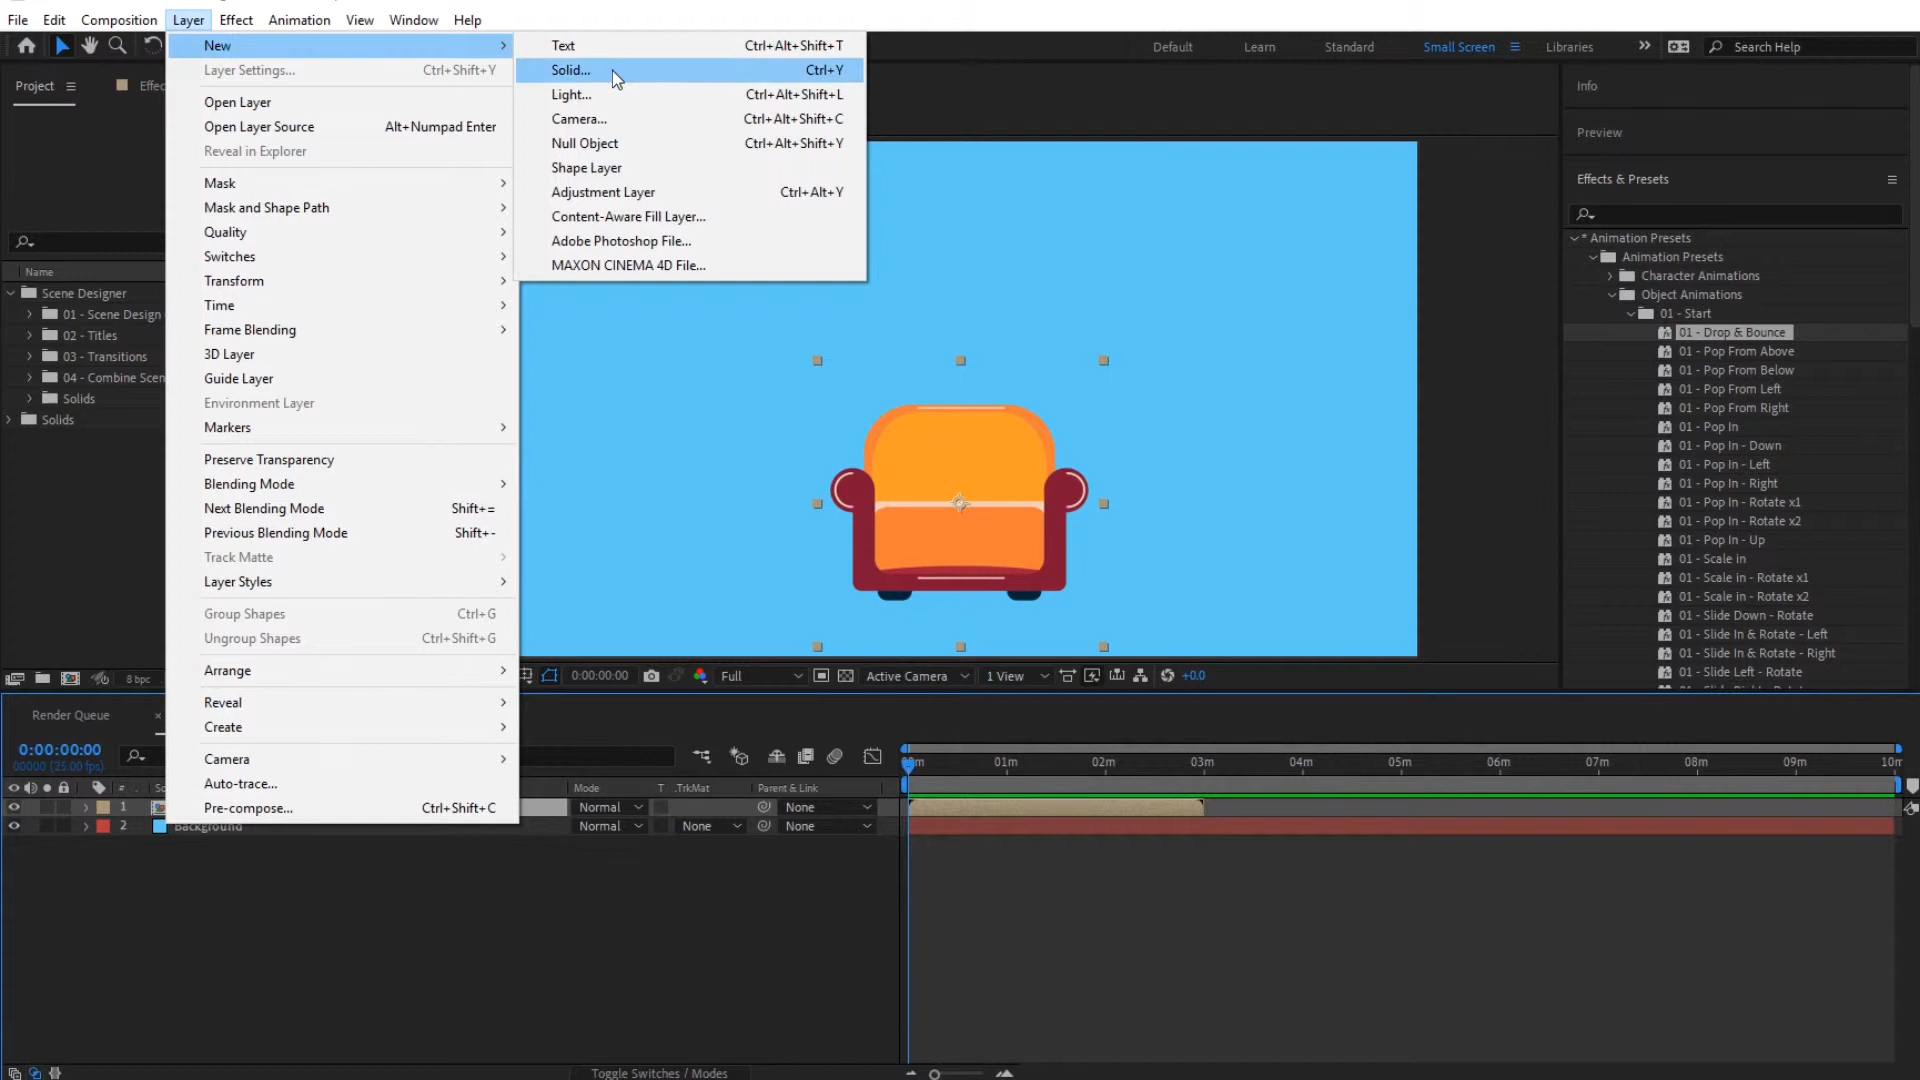 File Edit Composition Layer Effect Animation View Window Help
Default Learn Standard Small Screen Libraries Search Help
New
Layer Settings... Ctrl+Shift+Y
Open Layer
Open Layer Source Alt+Numpad Enter
Reveal in Explorer
Mask
Mask and Shape Path
Quality
Switches
Transform
Time
Frame Blending
3D Layer
Guide Layer
Environment Layer
Markers
Preserve Transparency
Blending Mode
Next Blending Mode Shift+=
Previous Blending Mode Shift+-
Track Matte
Layer Styles
Group Shapes Ctrl+G
Ungroup Shapes Ctrl+Shift+G
Arrange
Reveal
Create
Camera
Auto-trace...
Pre-compose... Ctrl+Shift+C
Text Ctrl+Alt+Shift+T
Solid... Ctrl+Y
Light... Ctrl+Alt+Shift+L
Camera... Ctrl+Alt+Shift+C
Null Object Ctrl+Alt+Shift+Y
Shape Layer
Adjustment Layer Ctrl+Alt+Y
Content-Aware Fill Layer...
Adobe Photoshop File...
MAXON CINEMA 4D File...
Project
Name
Scene Designer
01 - Scene Design
02 - Titles
03 - Transitions
04 - Combine Scen
Solids
Solids
8 bpc
Info
Preview
Effects & Presets
* Animation Presets
Animation Presets
Character Animations
Object Animations
01 - Start
01 - Drop & Bounce
01 - Pop From Above
01 - Pop From Below
01 - Pop From Left
01 - Pop From Right
01 - Pop In
01 - Pop In - Down
01 - Pop In - Left
01 - Pop In - Right
01 - Pop In - Rotate x1
01 - Pop In - Rotate x2
01 - Pop In - Up
01 - Scale in
01 - Scale in - Rotate x1
01 - Scale in - Rotate x2
01 - Slide Down - Rotate
01 - Slide In & Rotate - Left
01 - Slide In & Rotate - Right
01 - Slide Left - Rotate
0:00:00:00 Full Active Camera 1 View +0.0
Render Queue
0:00:00:00
00000 (25.00 fps)
01m 02m 03m 04m 05m 06m 07m 08m 09m 10m
# Mode T .TrkMat Parent & Link
1 Normal None
2 Background Normal None None
Toggle Switches / Modes